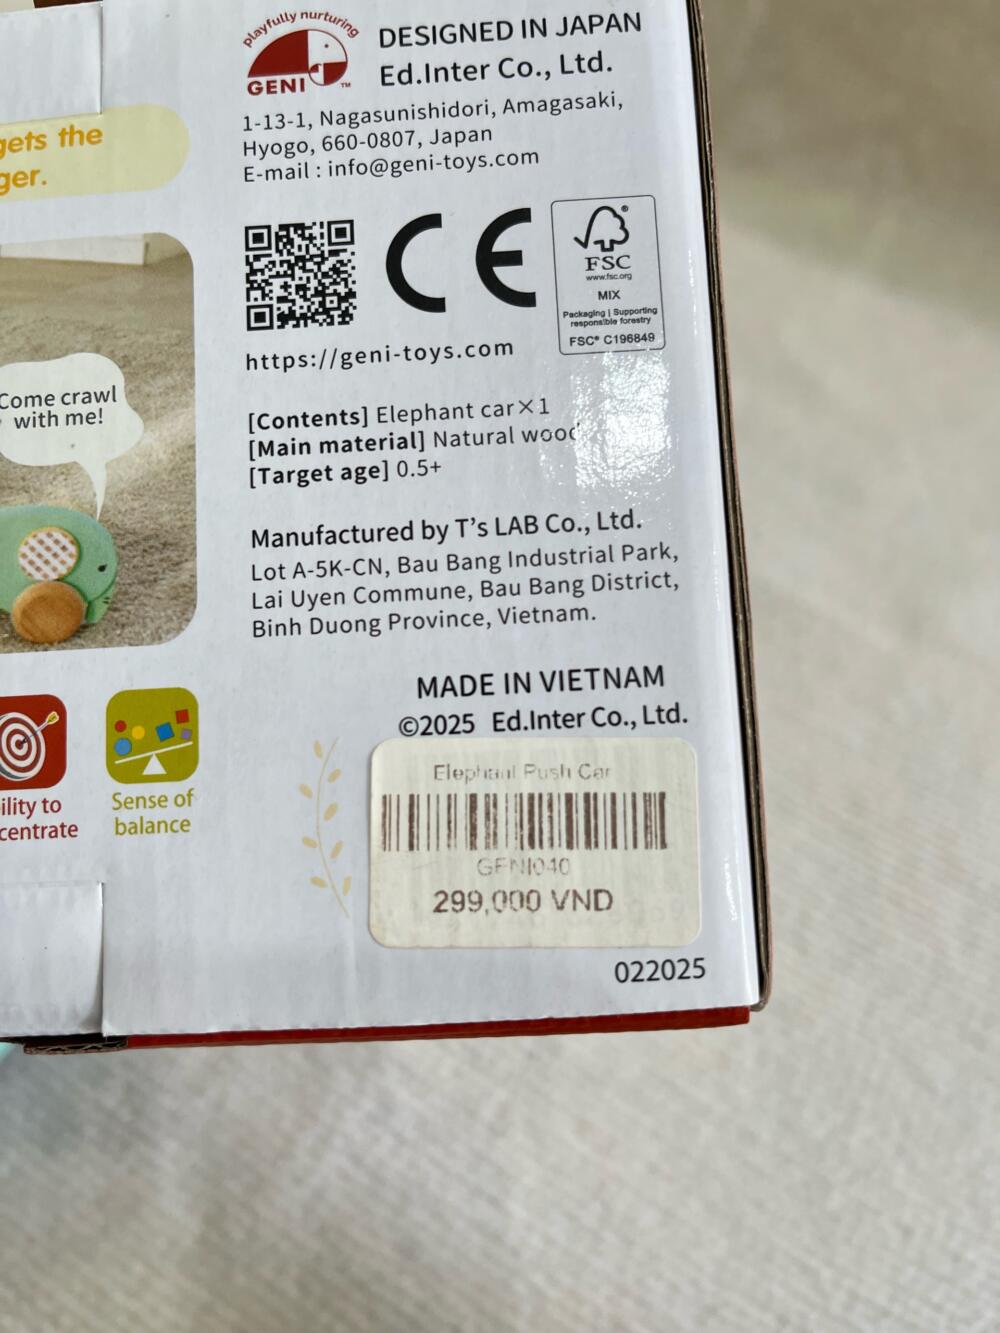 playfully nurturing
GENI™
DESIGNED IN JAPAN
Ed.Inter Co., Ltd.
1-13-1, Nagasunishidori, Amagasaki,
Hyogo, 660-0807, Japan
E-mail : info@geni-toys.com
gets the
ger.
CE
FSC®
www.fsc.org
MIX
Packaging | Supporting
responsible forestry
FSC® C196849
https://geni-toys.com
Come crawl
with me!
[Contents] Elephant car×1
[Main material] Natural wood
[Target age] 0.5+
Manufactured by T's LAB Co., Ltd.
Lot A-5K-CN, Bau Bang Industrial Park,
Lai Uyen Commune, Bau Bang District,
Binh Duong Province, Vietnam.
MADE IN VIETNAM
©2025 Ed.Inter Co., Ltd.
ility to
centrate
Sense of
balance
Elephant Push Car
GENI040
299,000 VND
022025